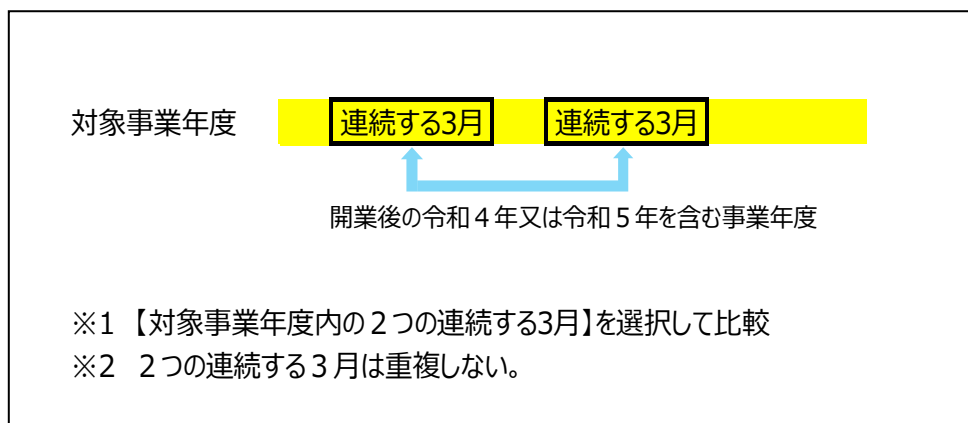 対象事業年度 連続する3月 連続する3月
開業後の令和４年又は令和５年を含む事業年度
※1 【対象事業年度内の２つの連続する3月】を選択して比較
※2 ２つの連続する３月は重複しない。